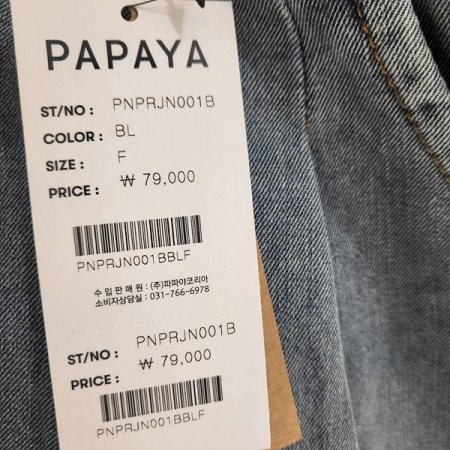 PAPAYA
ST/NO : PNPRJN001B
COLOR : BL
SIZE : F
PRICE : ₩ 79,000
PNPRJN001BBLF
수 입 판 매 원 : (주)파파야코리아
소비자상담실 : 031-766-6978
ST/NO : PNPRJN001B
PRICE : ₩ 79,000
PNPRJN001BBLF